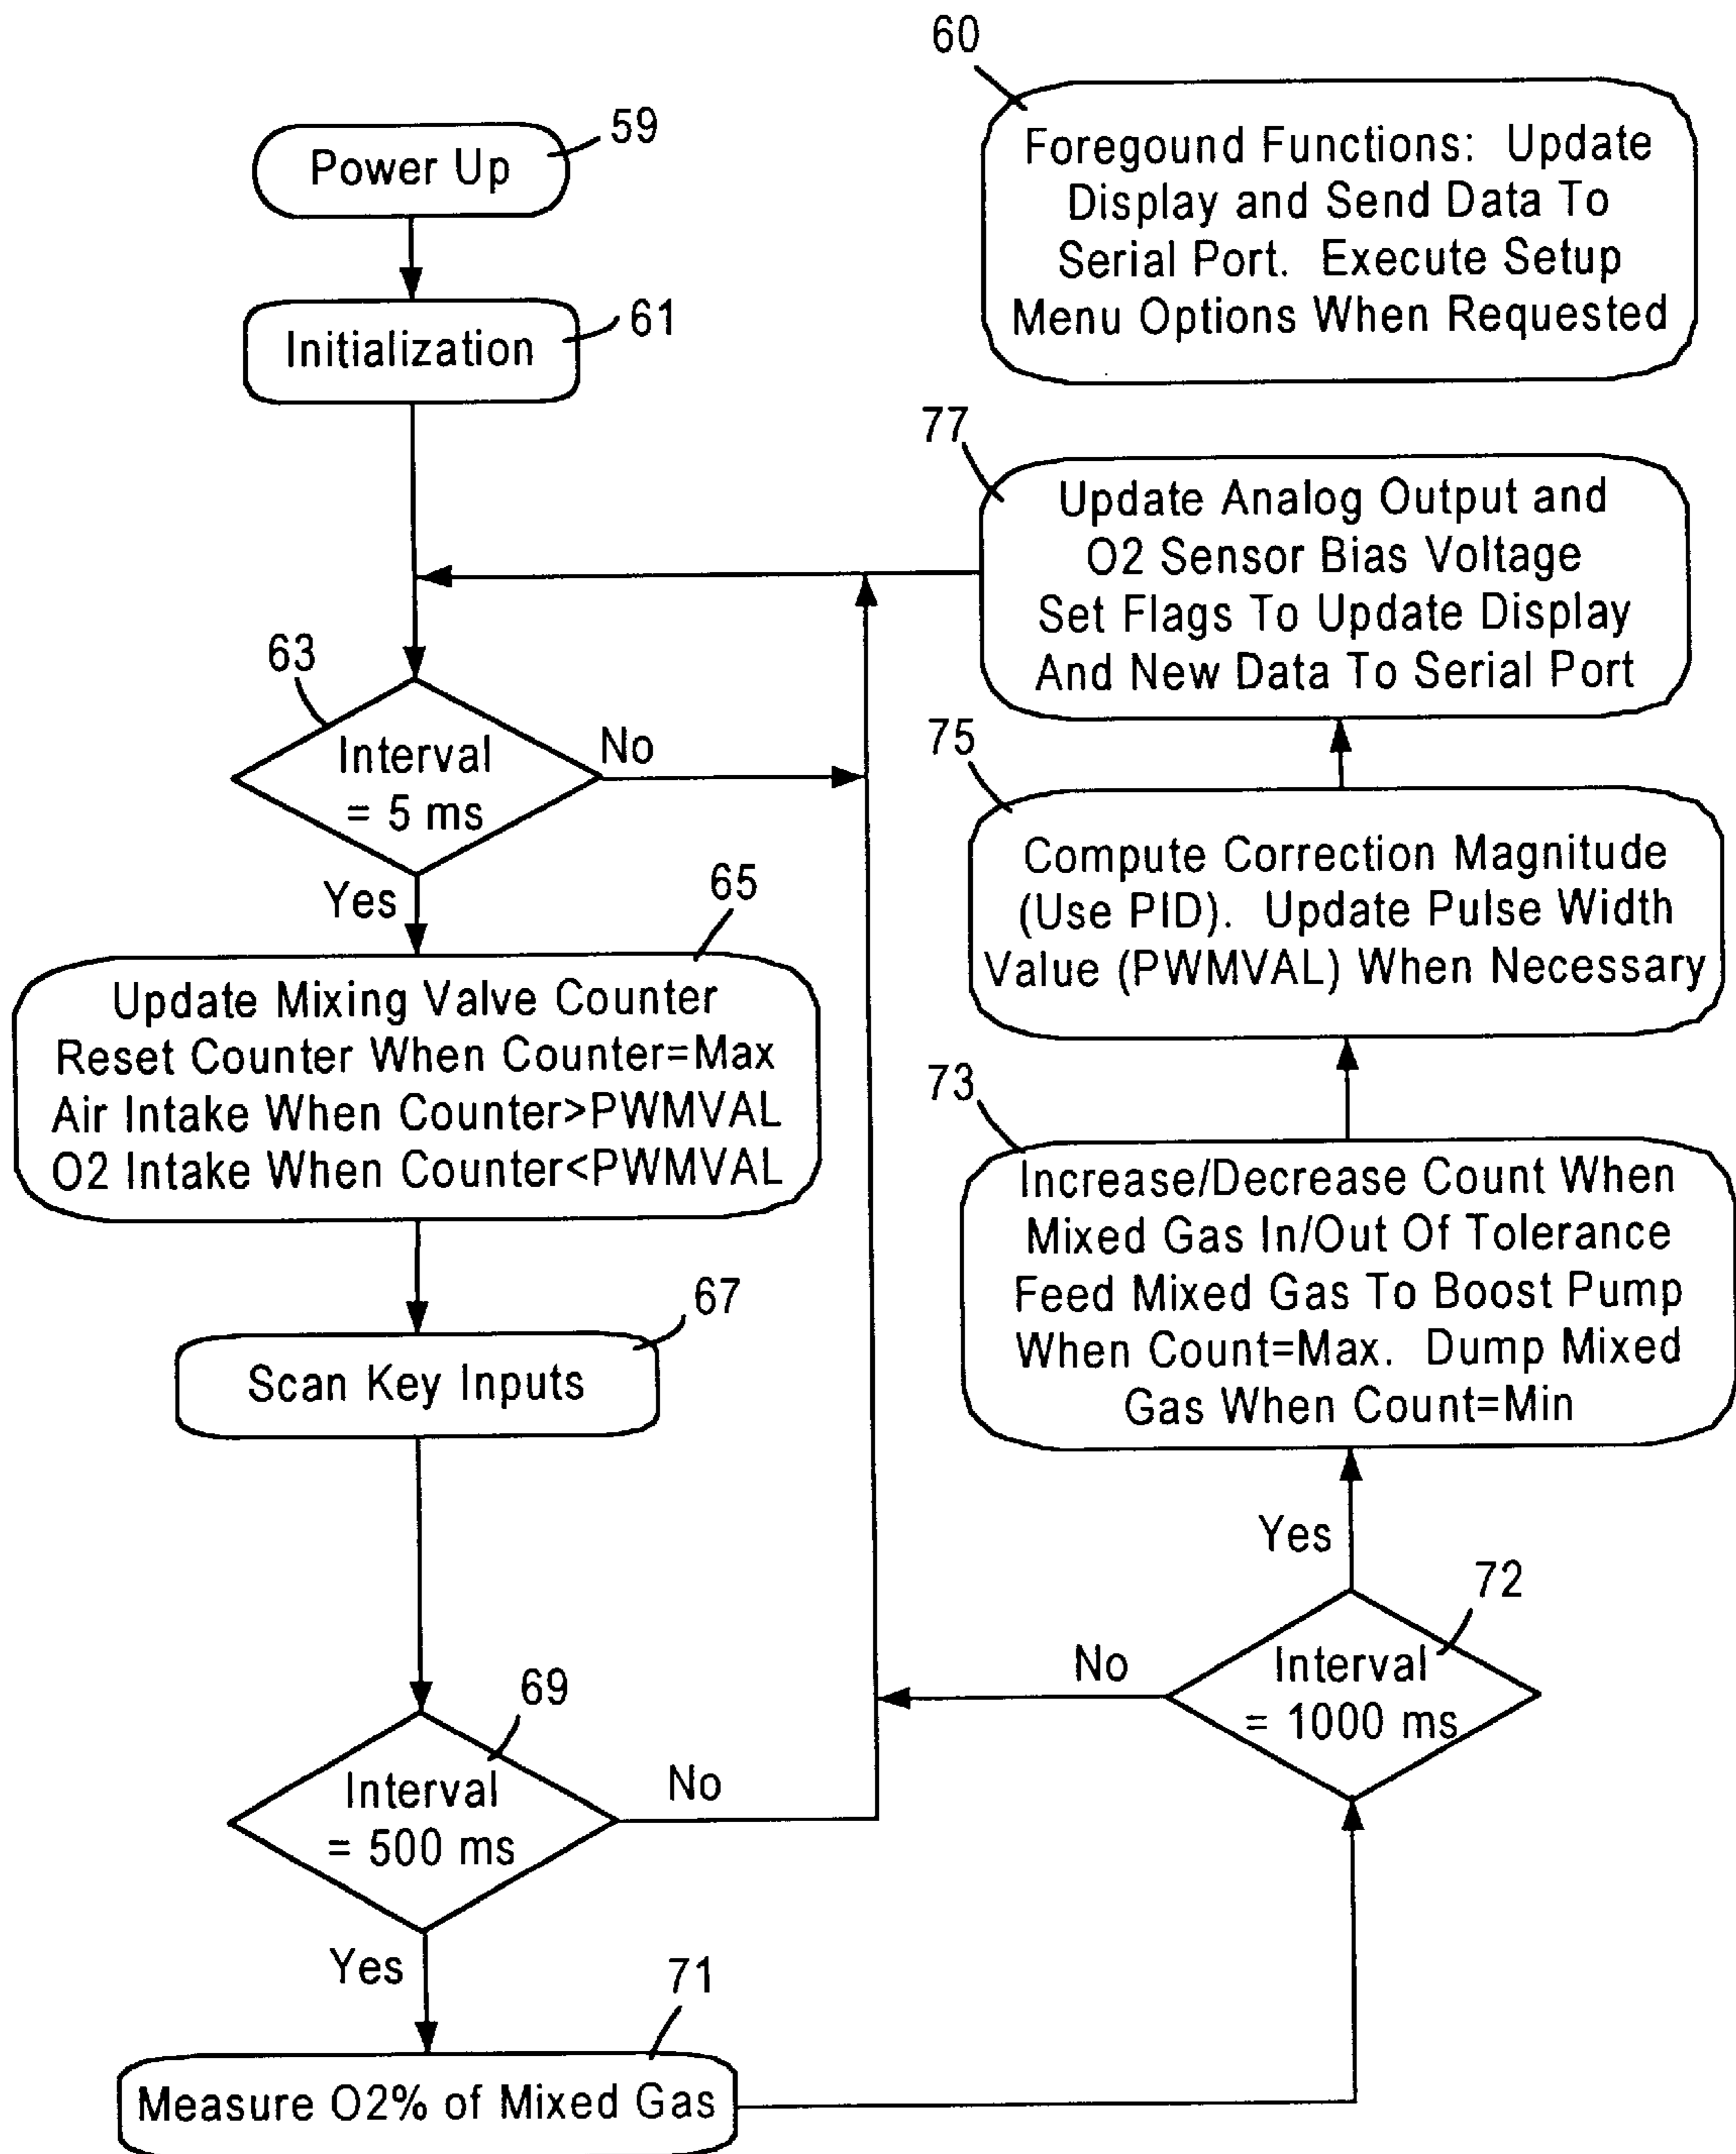 60
Foregound Functions: Update
Display and Send Data To
Serial Port. Execute Setup
Menu Options When Requested
59
Power Up
61
Initialization
63
Interval
= 5 ms
No
Yes
65
Update Mixing Valve Counter
Reset Counter When Counter=Max
Air Intake When Counter>PWMVAL
O2 Intake When Counter<PWMVAL
67
Scan Key Inputs
69
Interval
= 500 ms
No
Yes
71
Measure O2% of Mixed Gas
72
Interval
= 1000 ms
No
Yes
73
Increase/Decrease Count When
Mixed Gas In/Out Of Tolerance
Feed Mixed Gas To Boost Pump
When Count=Max. Dump Mixed
Gas When Count=Min
75
Compute Correction Magnitude
(Use PID). Update Pulse Width
Value (PWMVAL) When Necessary
77
Update Analog Output and
O2 Sensor Bias Voltage
Set Flags To Update Display
And New Data To Serial Port